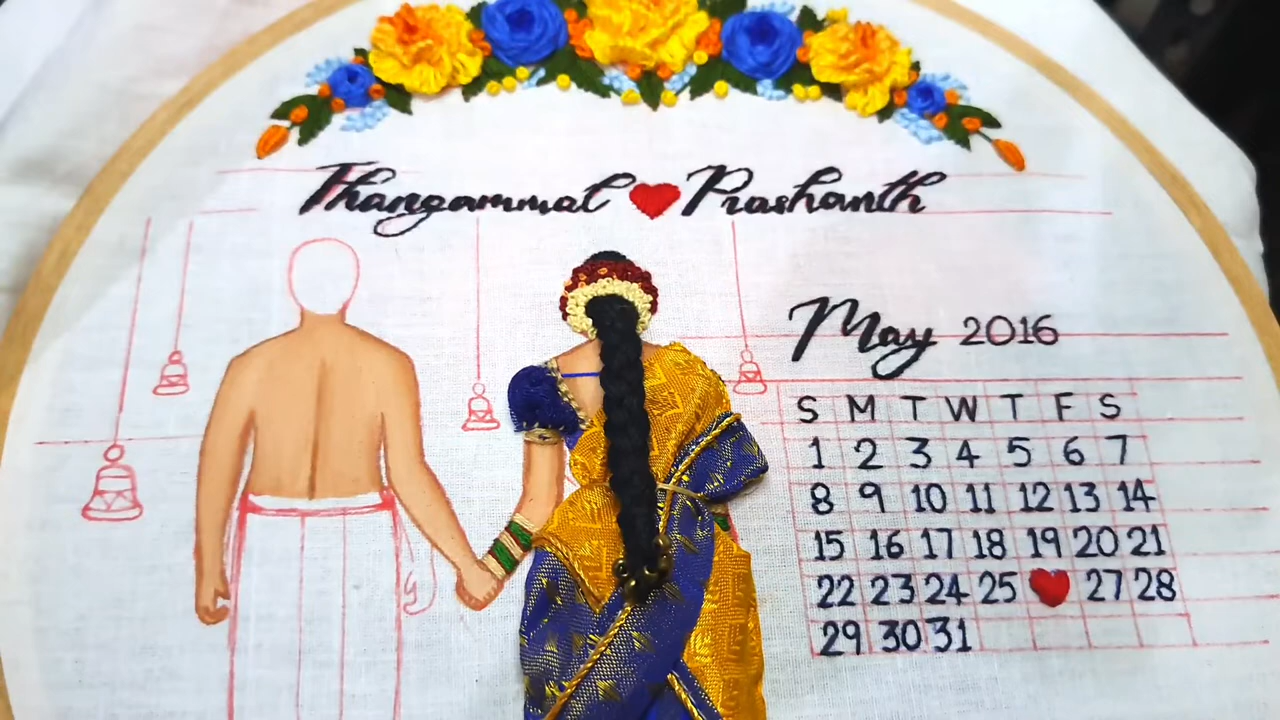 Thangammal ❤ Prashanth
May 2016
S M T W T F S
1 2 3 4 5 6 7
8 9 10 11 12 13 14
15 16 17 18 19 20 21
22 23 24 25 ❤ 27 28
29 30 31